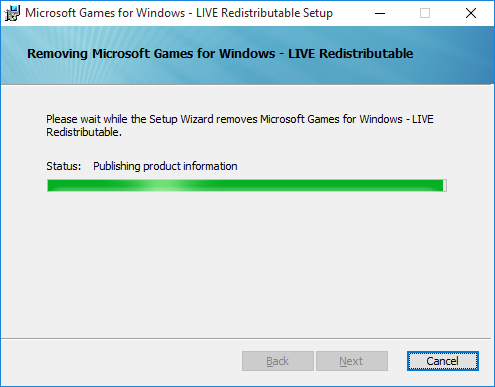 Microsoft Games for Windows - LIVE Redistributable Setup
Removing Microsoft Games for Windows - LIVE Redistributable
Please wait while the Setup Wizard removes Microsoft Games for Windows - LIVE
Redistributable.
Status: Publishing product information
Back Next Cancel